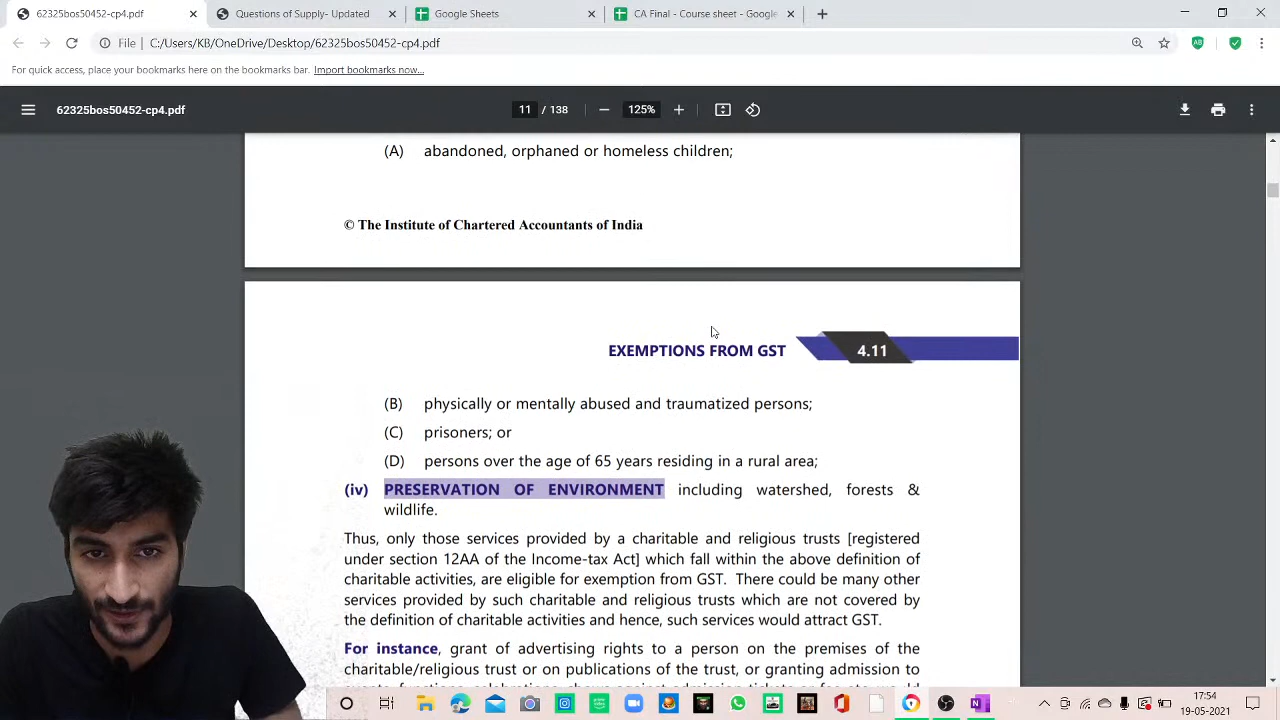 Questions of Supply- Updated
Google Sheets
CA Final - Course sheet - Google
File
C:/Users/KB/OneDrive/Desktop/62325bos50452-cp4.pdf
For quick access, place your bookmarks here on the bookmarks bar. Import bookmarks now...
62325bos50452-cp4.pdf
11 / 138
125%
(A) abandoned, orphaned or homeless children;
© The Institute of Chartered Accountants of India
EXEMPTIONS FROM GST 4.11
(B) physically or mentally abused and traumatized persons;
(C) prisoners; or
(D) persons over the age of 65 years residing in a rural area;
(iv) PRESERVATION OF ENVIRONMENT including watershed, forests &
wildlife.
Thus, only those services provided by a charitable and religious trusts [registered
under section 12AA of the Income-tax Act] which fall within the above definition of
charitable activities, are eligible for exemption from GST. There could be many other
services provided by such charitable and religious trusts which are not covered by
the definition of charitable activities and hence, such services would attract GST.
For instance, grant of advertising rights to a person on the premises of the
charitable/religious trust or on publications of the trust, or granting admission to
17:54
19-05-2021